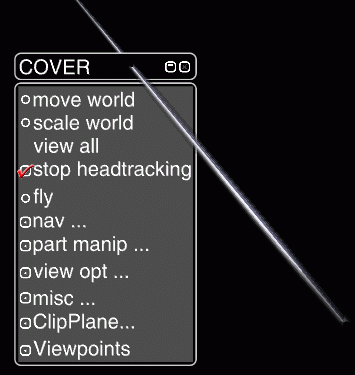 COVER
move world
scale world
view all
stop headtracking
fly
nav ...
part manip ...
view opt ...
misc ...
ClipPlane...
Viewpoints